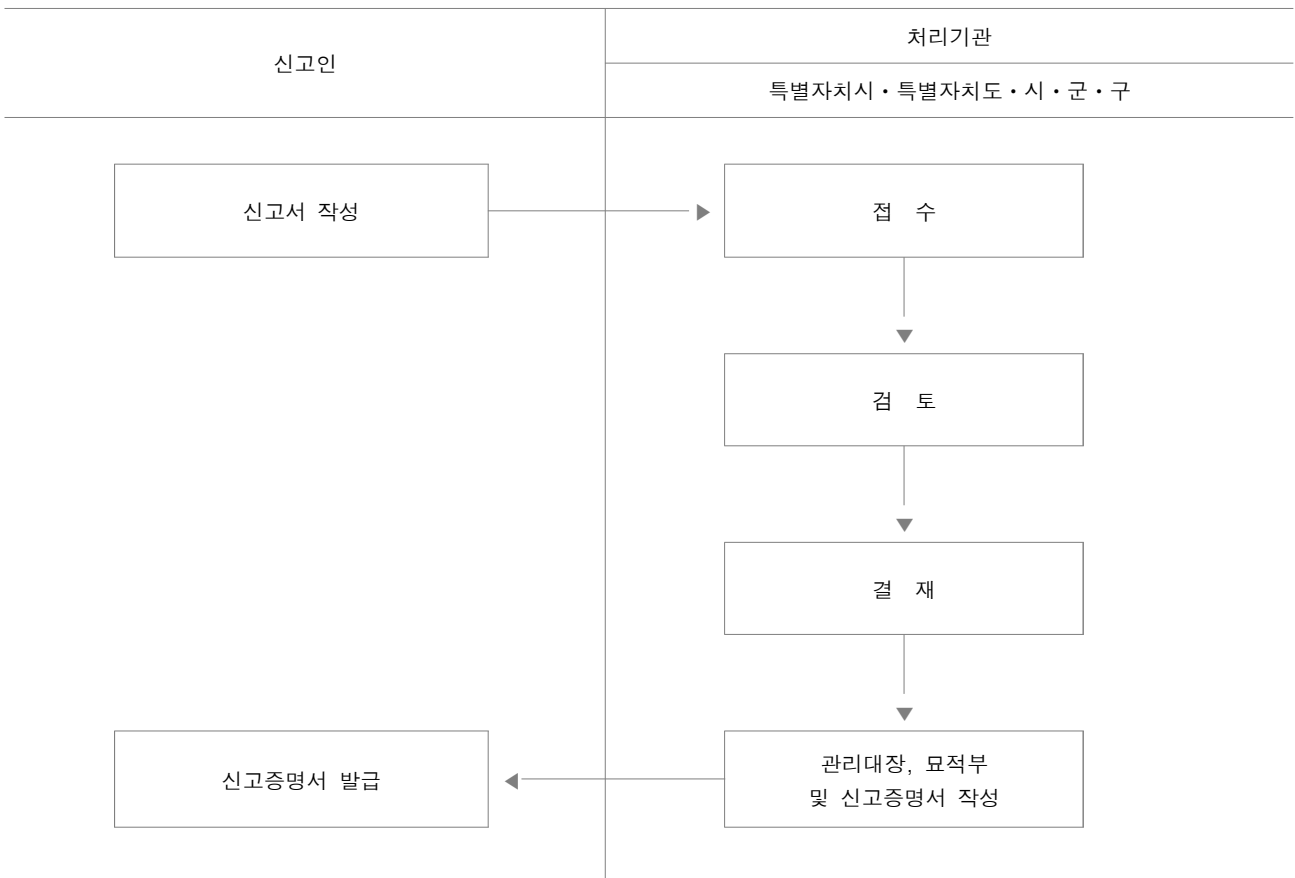 신고인
처리기관
특별자치시・특별자치도・시・군・구
신고서 작성
접 수
검 토
결 재
관리대장, 묘적부
및 신고증명서 작성
신고증명서 발급